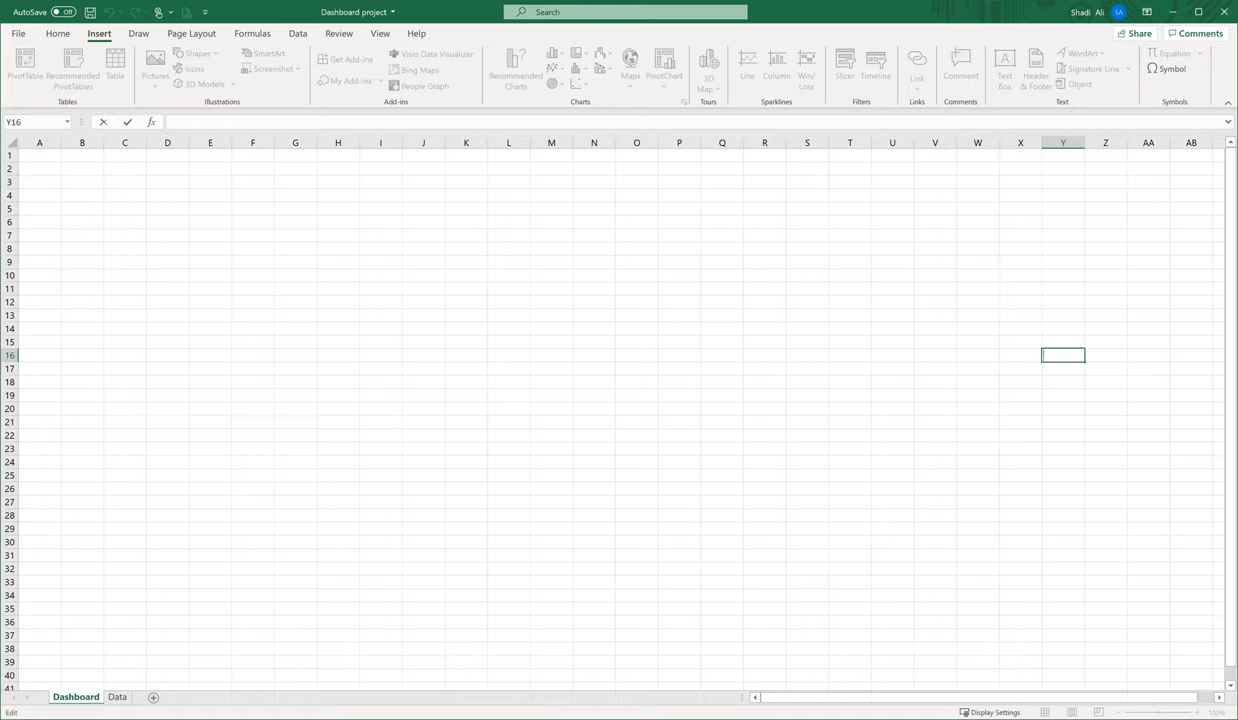 AutoSave Off Dashboard project Search Shadi Ali SA
File Home Insert Draw Page Layout Formulas Data Review View Help Share Comments
PivotTable Recommended PivotTables Table
Tables
Pictures Shapes Icons 3D Models SmartArt Screenshot
Illustrations
Get Add-ins My Add-ins Visio Data Visualizer Bing Maps People Graph
Add-ins
Recommended Charts Maps PivotChart
Charts
3D Map
Tours
Line Column Win/ Loss
Sparklines
Slicer Timeline
Filters
Link
Links
Comment
Comments
Text Box Header & Footer WordArt Signature Line Object
Text
Equation Symbol
Symbols
Y16 fx
A B C D E F G H I J K L M N O P Q R S T U V W X Y Z AA AB
1
2
3
4
5
6
7
8
9
10
11
12
13
14
15
16
17
18
19
20
21
22
23
24
25
26
27
28
29
30
31
32
33
34
35
36
37
38
39
40
41
Dashboard Data
Edit Display Settings 100%